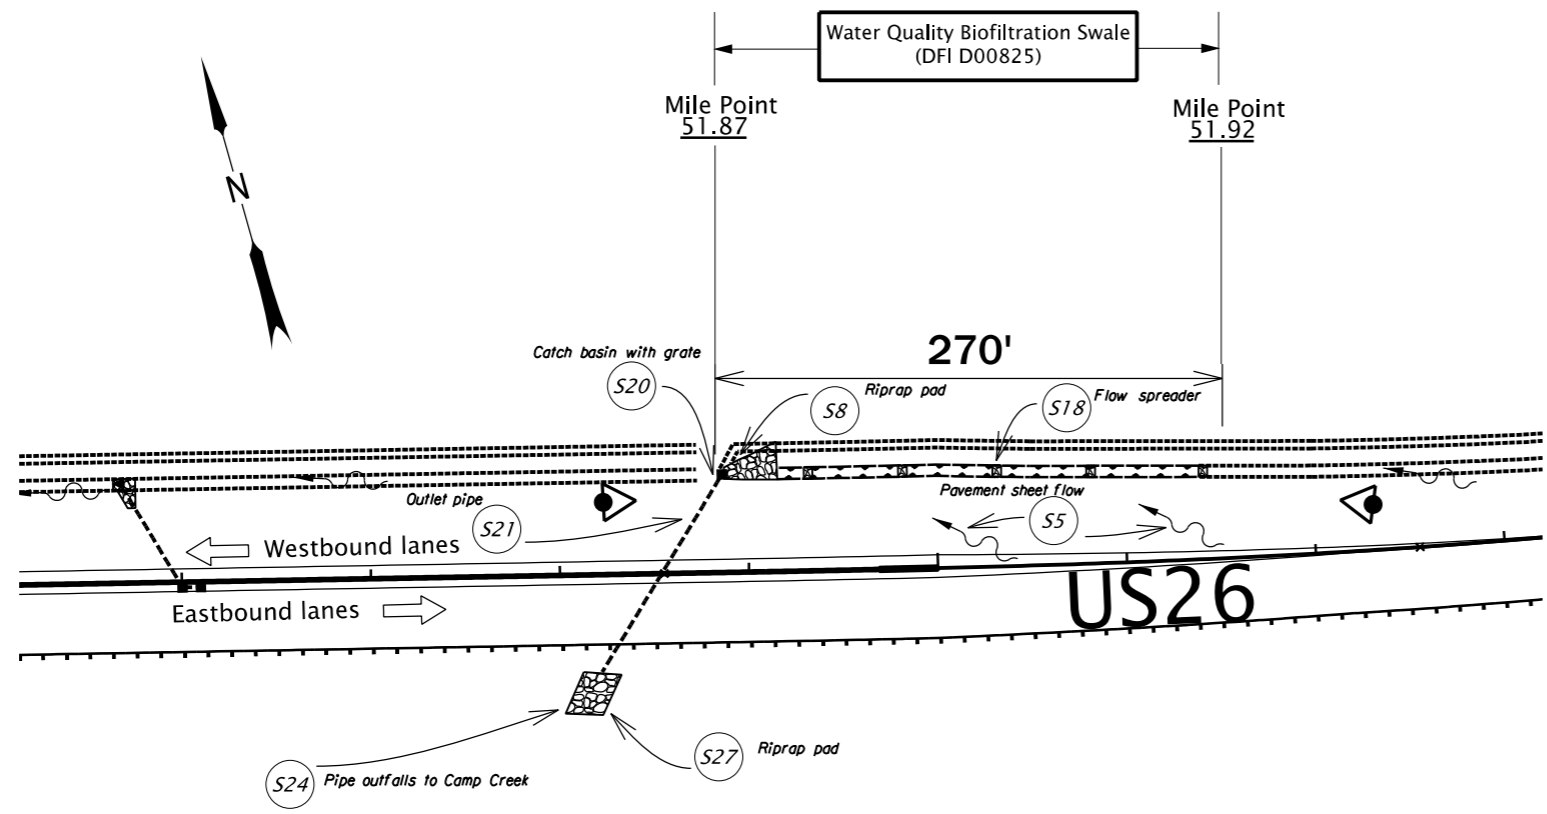 Water Quality Biofiltration Swale
(DFI D00825)
Mile Point
51.87
Mile Point
51.92
N
270'
Catch basin with grate
S20
S8
Riprap pad
S18
Flow spreader
Outlet pipe
S21
Pavement sheet flow
S5
Westbound lanes
Eastbound lanes
US26
S24
Pipe outfalls to Camp Creek
S27
Riprap pad